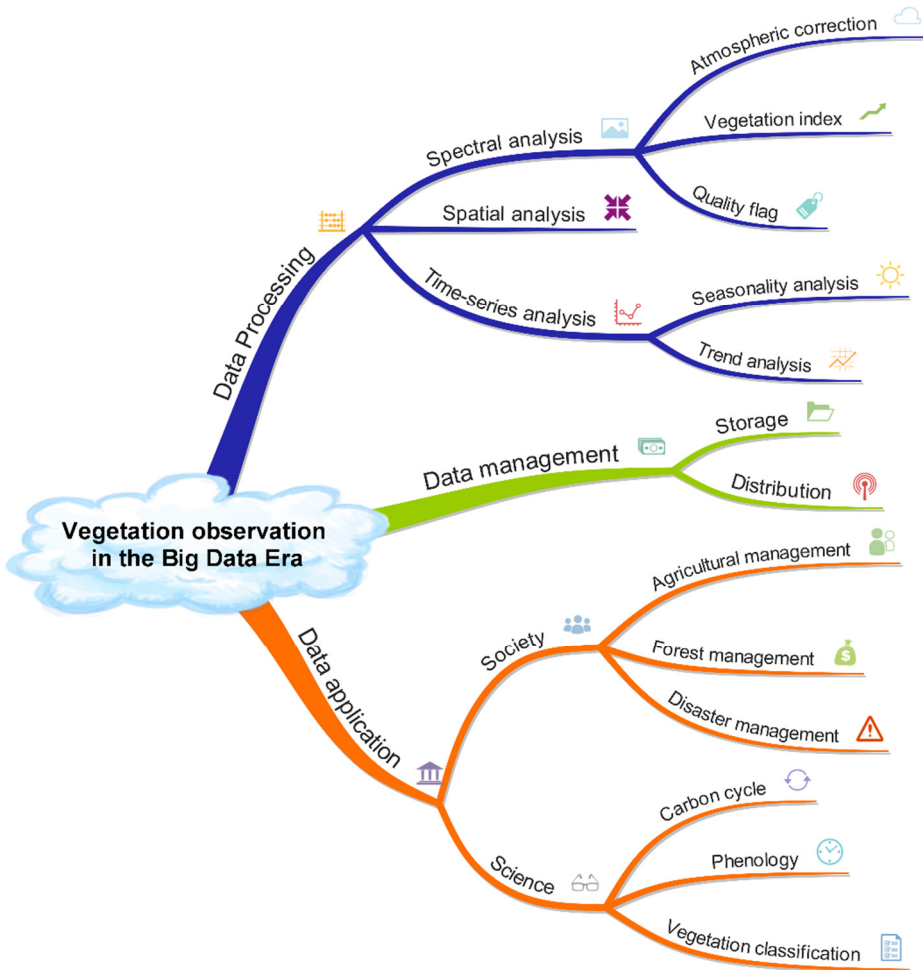 Vegetation observation
in the Big Data Era
Data Processing
Spectral analysis
Atmospheric correction
Vegetation index
Quality flag
Spatial analysis
Time-series analysis
Seasonality analysis
Trend analysis
Data management
Storage
Distribution
Data application
Society
Agricultural management
Forest management
Disaster management
Science
Carbon cycle
Phenology
Vegetation classification